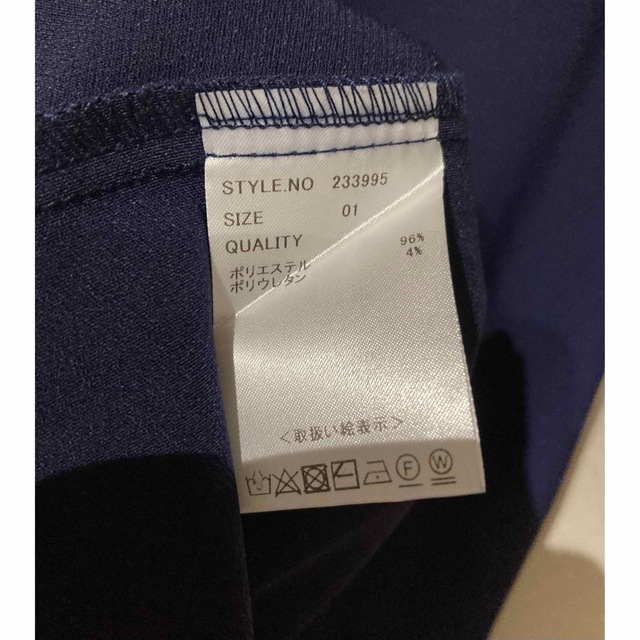 STYLE.NO 233995
SIZE 01
QUALITY
ポリエステル 96%
ポリウレタン 4%
<取扱い絵表示>
F W